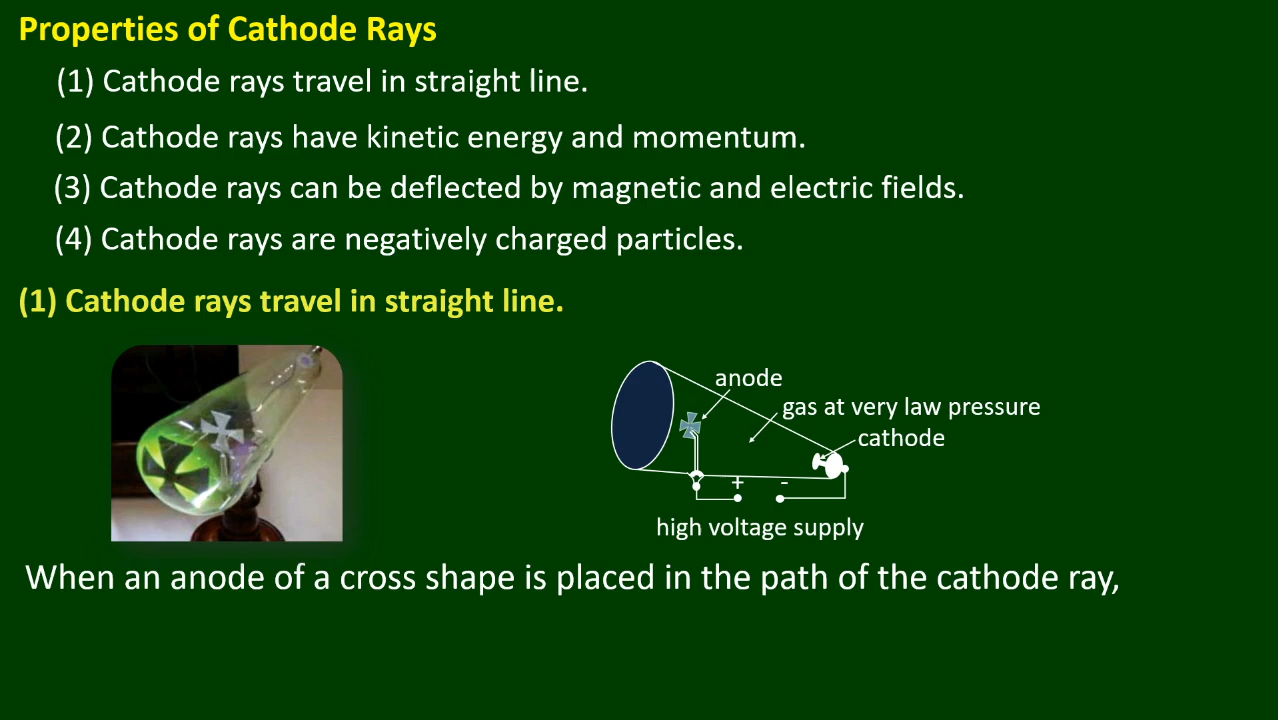 Properties of Cathode Rays
(1) Cathode rays travel in straight line.
(2) Cathode rays have kinetic energy and momentum.
(3) Cathode rays can be deflected by magnetic and electric fields.
(4) Cathode rays are negatively charged particles.
(1) Cathode rays travel in straight line.
anode
gas at very law pressure
cathode
+ -
high voltage supply
When an anode of a cross shape is placed in the path of the cathode ray,